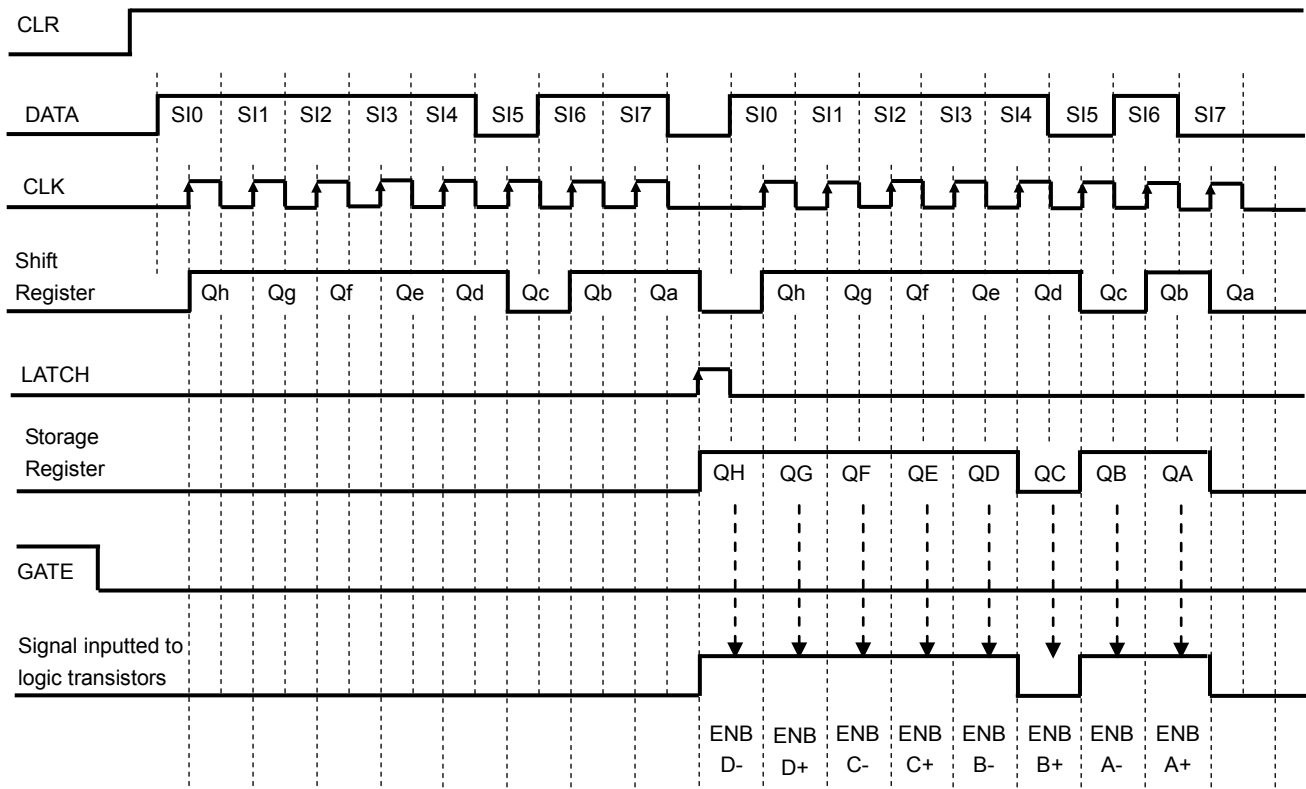 CLR
DATA SI0 SI1 SI2 SI3 SI4 SI5 SI6 SI7 SI0 SI1 SI2 SI3 SI4 SI5 SI6 SI7
CLK
Shift
Register Qh Qg Qf Qe Qd Qc Qb Qa Qh Qg Qf Qe Qd Qc Qb Qa
LATCH
Storage
Register QH QG QF QE QD QC QB QA
GATE
Signal inputted to
logic transistors
ENB ENB ENB ENB ENB ENB ENB ENB
D- D+ C- C+ B- B+ A- A+